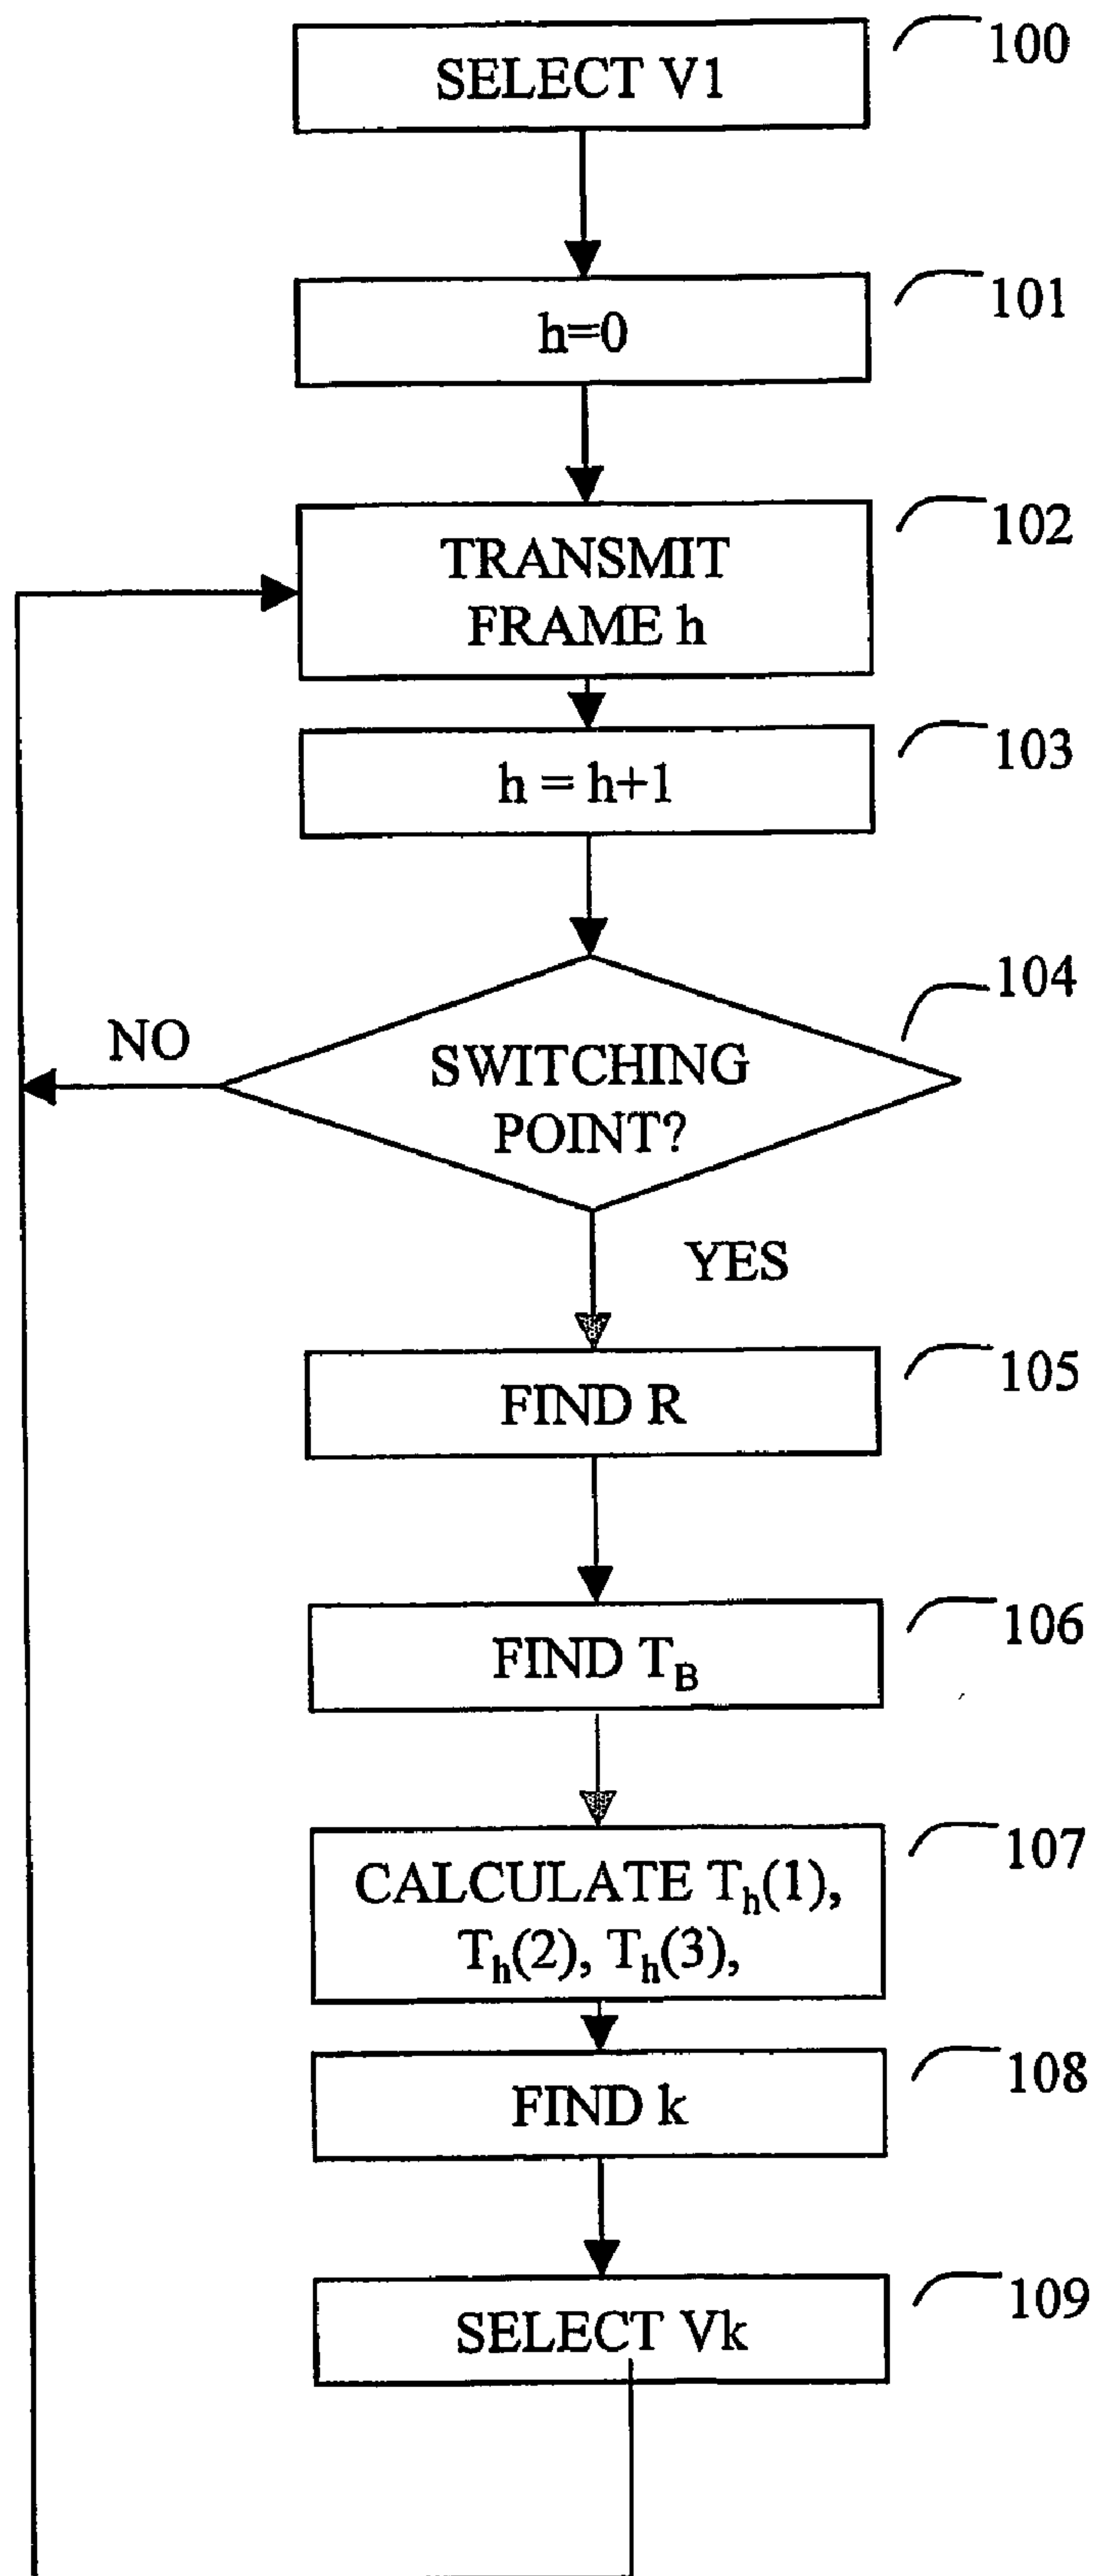 SELECT V1
100
h=0
101
TRANSMIT
FRAME h
102
h = h+1
103
SWITCHING
POINT?
104
NO
YES
FIND R
105
FIND T_B
106
CALCULATE T_h(1),
T_h(2), T_h(3),
107
FIND k
108
SELECT Vk
109